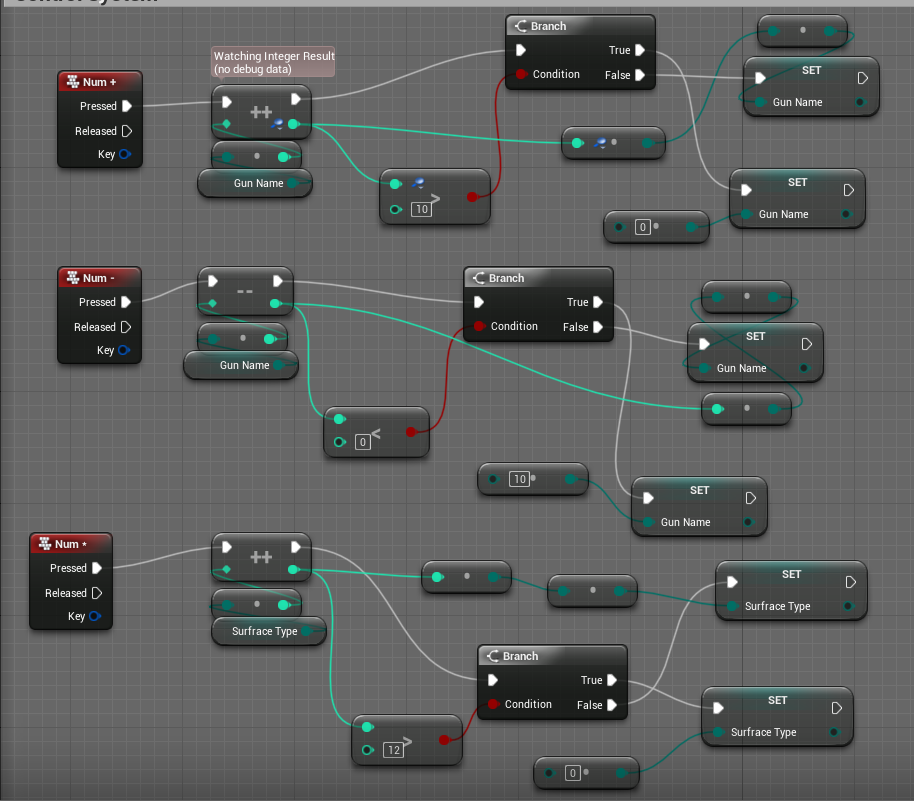 Control System
Branch
Watching Integer Result
(no debug data)
True
SET
Num +
Condition
False
Pressed
++
Gun Name
Released
Key
Gun Name
10
>
SET
0
Gun Name
Num -
Branch
Pressed
--
True
Released
Condition
False
SET
Key
Gun Name
Gun Name
0
<
10
SET
Gun Name
Num *
++
Pressed
SET
Released
Surfrace Type
Key
Surfrace Type
Branch
True
SET
Condition
False
12
>
Surfrace Type
0